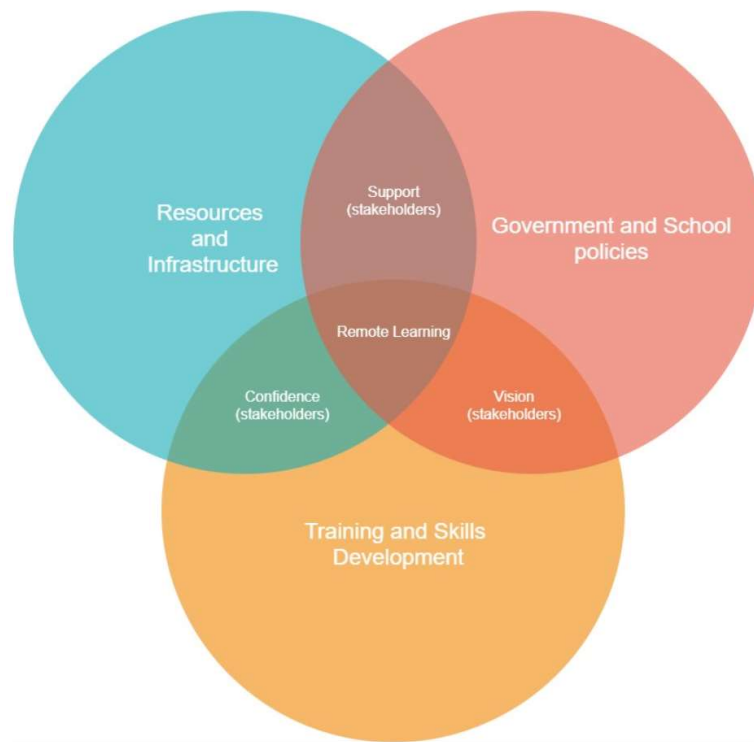 Support
(stakeholders)
Resources
and
Infrastructure
Government and School
policies
Remote Learning
Confidence
(stakeholders)
Vision
(stakeholders)
Training and Skills
Development